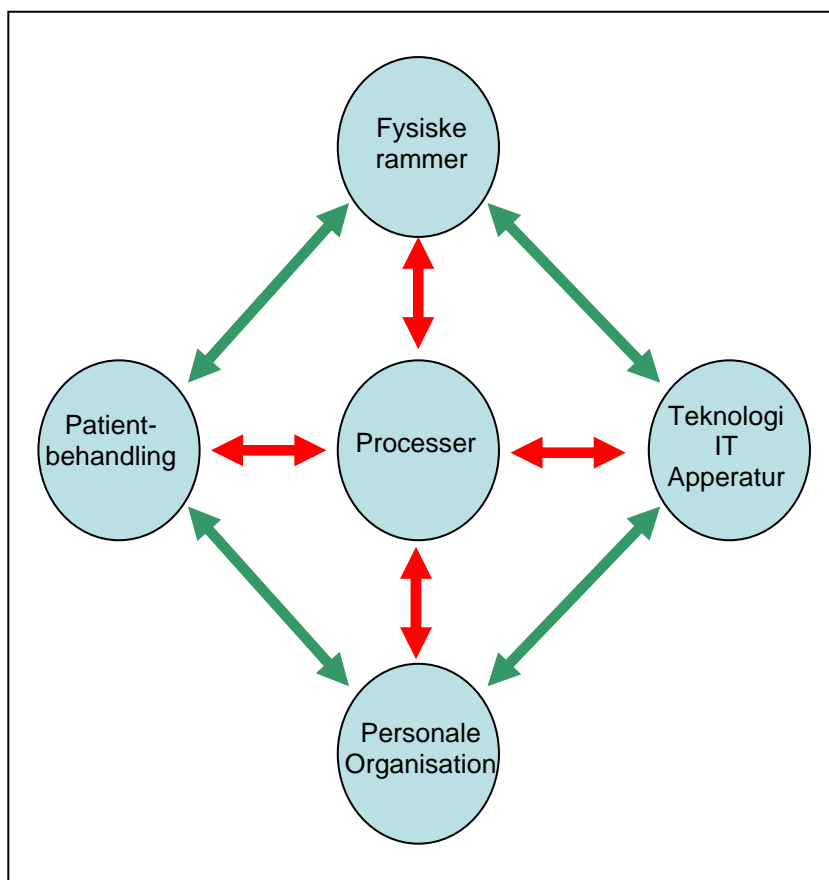 Fysiske
rammer
Patient-
behandling
Processer
Teknologi
IT
Apperatur
Personale
Organisation